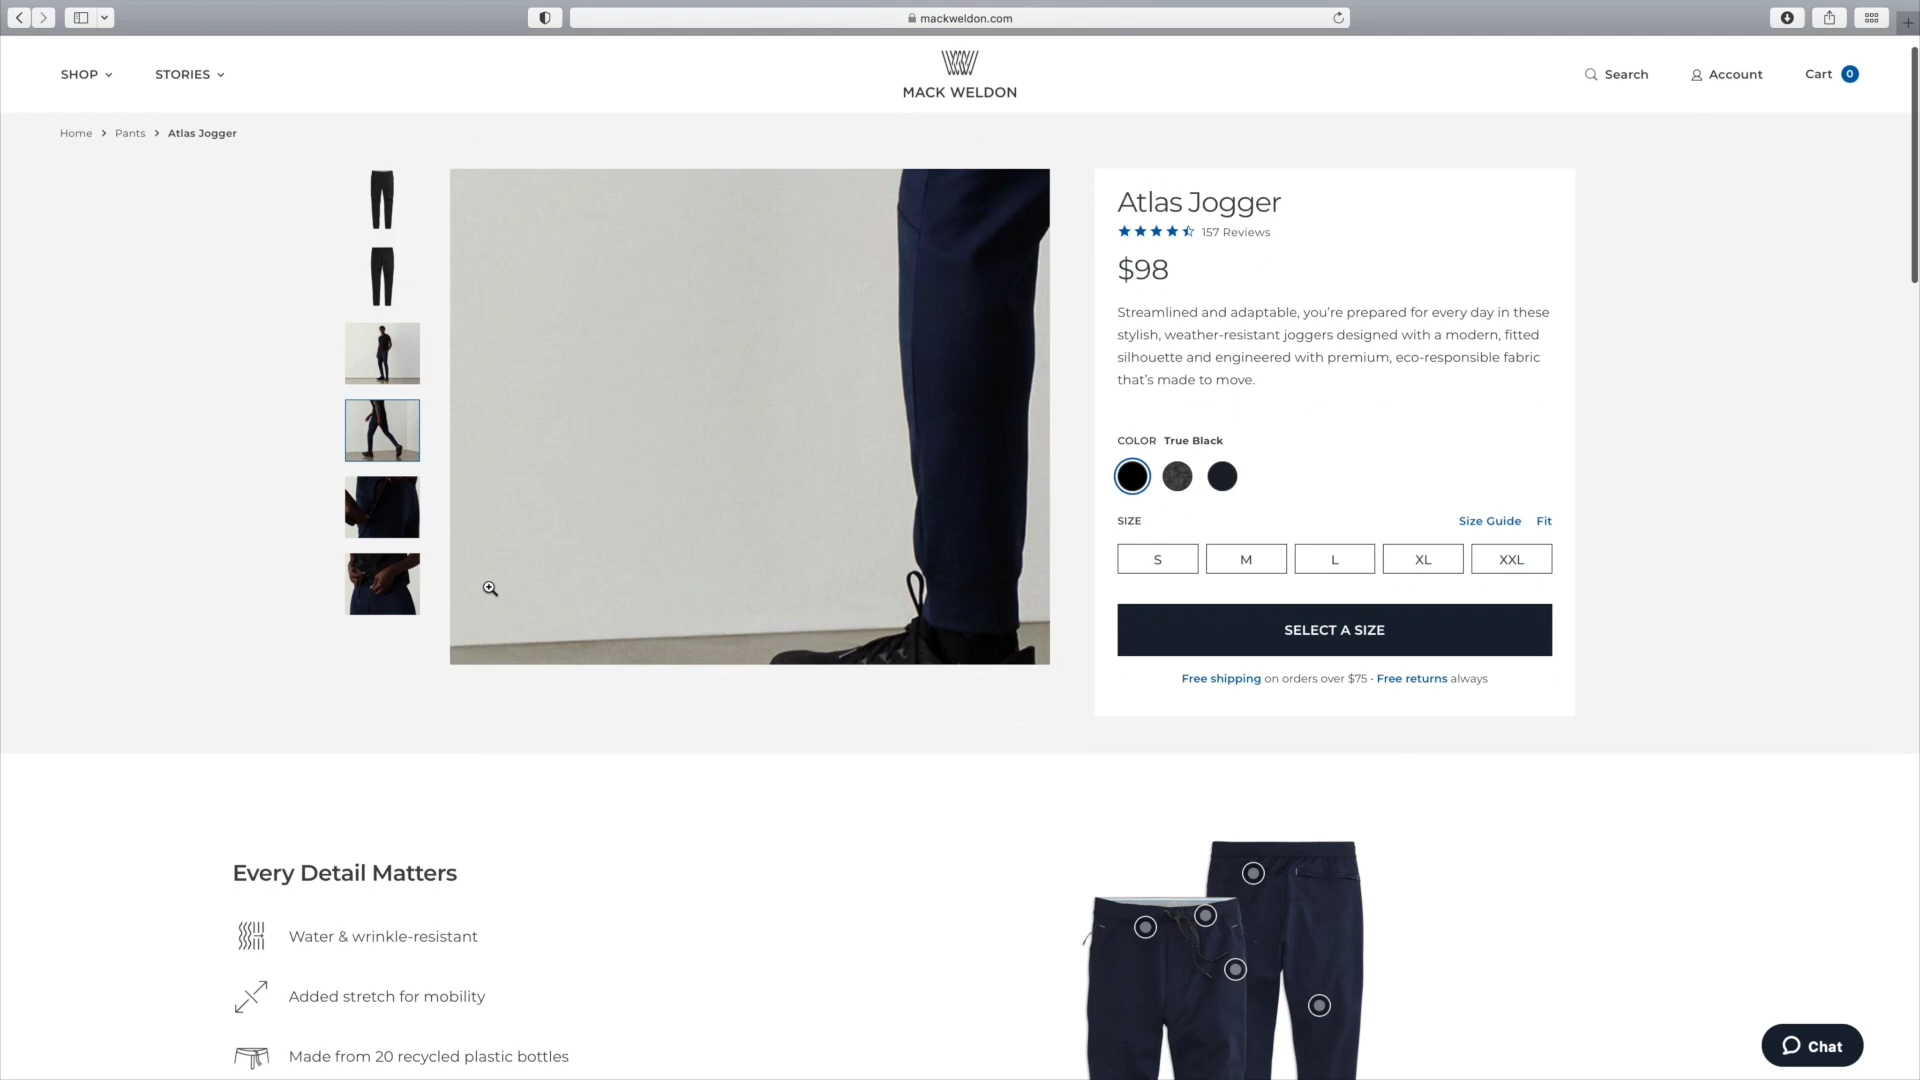 mackweldon.com
SHOP
STORIES
MACK WELDON
Search
Account
Cart 0
Home > Pants > Atlas Jogger
Atlas Jogger
157 Reviews
$98
Streamlined and adaptable, you’re prepared for every day in these
stylish, weather-resistant joggers designed with a modern, fitted
silhouette and engineered with premium, eco-responsible fabric
that’s made to move.
COLOR True Black
SIZE
Size Guide
Fit
S
M
L
XL
XXL
SELECT A SIZE
Free shipping on orders over $75 · Free returns always
Every Detail Matters
Water & wrinkle-resistant
Added stretch for mobility
Made from 20 recycled plastic bottles
Chat